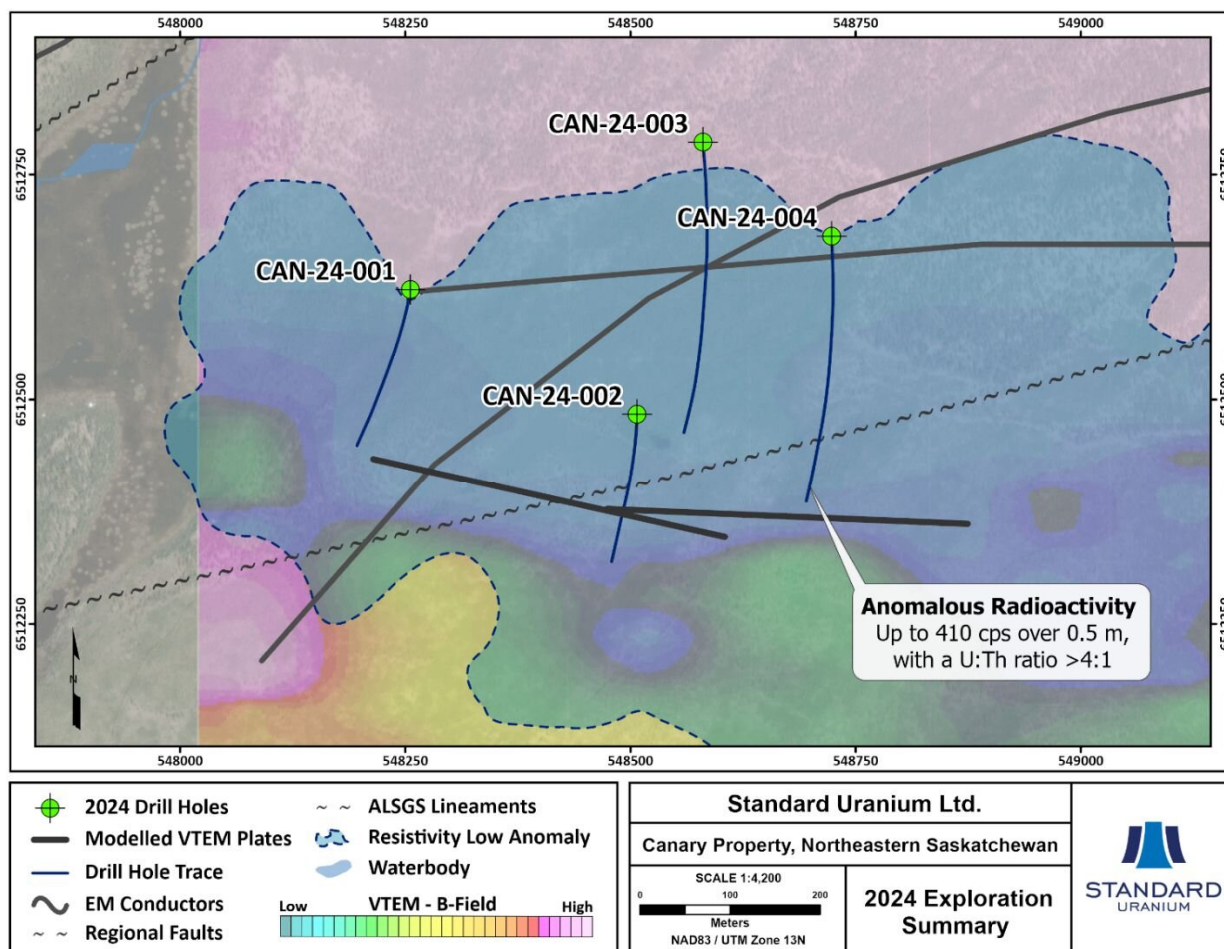 548000 548250 548500 548750 549000
6512750 6512750
6512500 6512500
6512250 6512250
CAN-24-003
CAN-24-004
CAN-24-001
CAN-24-002
Anomalous Radioactivity
Up to 410 cps over 0.5 m,
with a U:Th ratio >4:1
N
548000 548250 548500 548750 549000
2024 Drill Holes
Modelled VTEM Plates
Drill Hole Trace
EM Conductors
Regional Faults
ALSGS Lineaments
Resistivity Low Anomaly
Waterbody
Low VTEM - B-Field High
Standard Uranium Ltd.
Canary Property, Northeastern Saskatchewan
SCALE 1:4,200
0 100 200
Meters
NAD83 / UTM Zone 13N
2024 Exploration
Summary
STANDARD
URANIUM